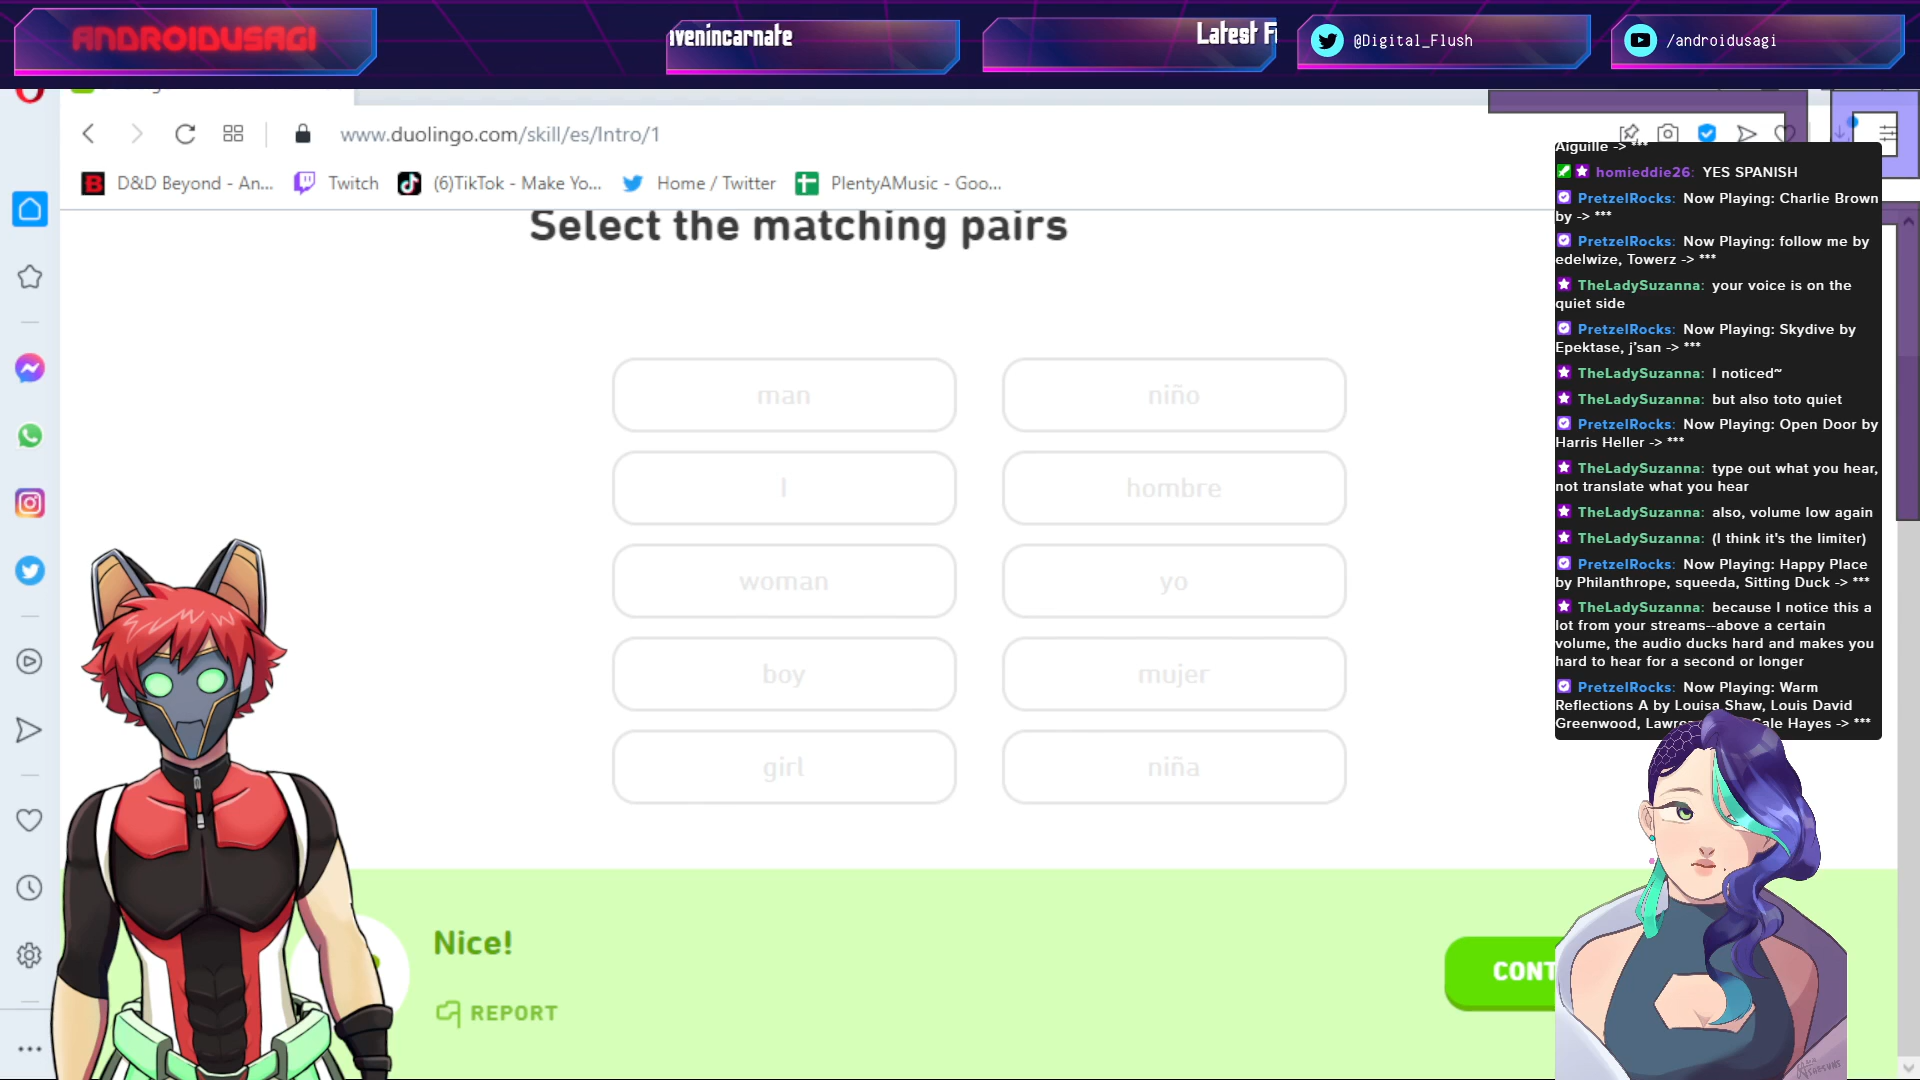 ANDROIDUSAGI
ivenincarnate
Latest F
@Digital_Flush
/androidusagi
www.duolingo.com/skill/es/Intro/1
D&D Beyond - An...
Twitch
(6)TikTok - Make Yo...
Home / Twitter
PlentyAMusic - Goo...
Select the matching pairs
man
niño
I
hombre
woman
yo
boy
mujer
girl
niña
Nice!
REPORT
CONT
Aiguille -> ***
homieddie26: YES SPANISH
PretzelRocks: Now Playing: Charlie Brown
by -> ***
PretzelRocks: Now Playing: follow me by
edelwize, Towerz -> ***
TheLadySuzanna: your voice is on the
quiet side
PretzelRocks: Now Playing: Skydive by
Epektase, j'san -> ***
TheLadySuzanna: I noticed~
TheLadySuzanna: but also toto quiet
PretzelRocks: Now Playing: Open Door by
Harris Heller -> ***
TheLadySuzanna: type out what you hear,
not translate what you hear
TheLadySuzanna: also, volume low again
TheLadySuzanna: (I think it's the limiter)
PretzelRocks: Now Playing: Happy Place
by Philanthrope, squeeda, Sitting Duck -> ***
TheLadySuzanna: because I notice this a
lot from your streams--above a certain
volume, the audio ducks hard and makes you
hard to hear for a second or longer
PretzelRocks: Now Playing: Warm
Reflections A by Louisa Shaw, Louis David
Greenwood, Hayes -> ***